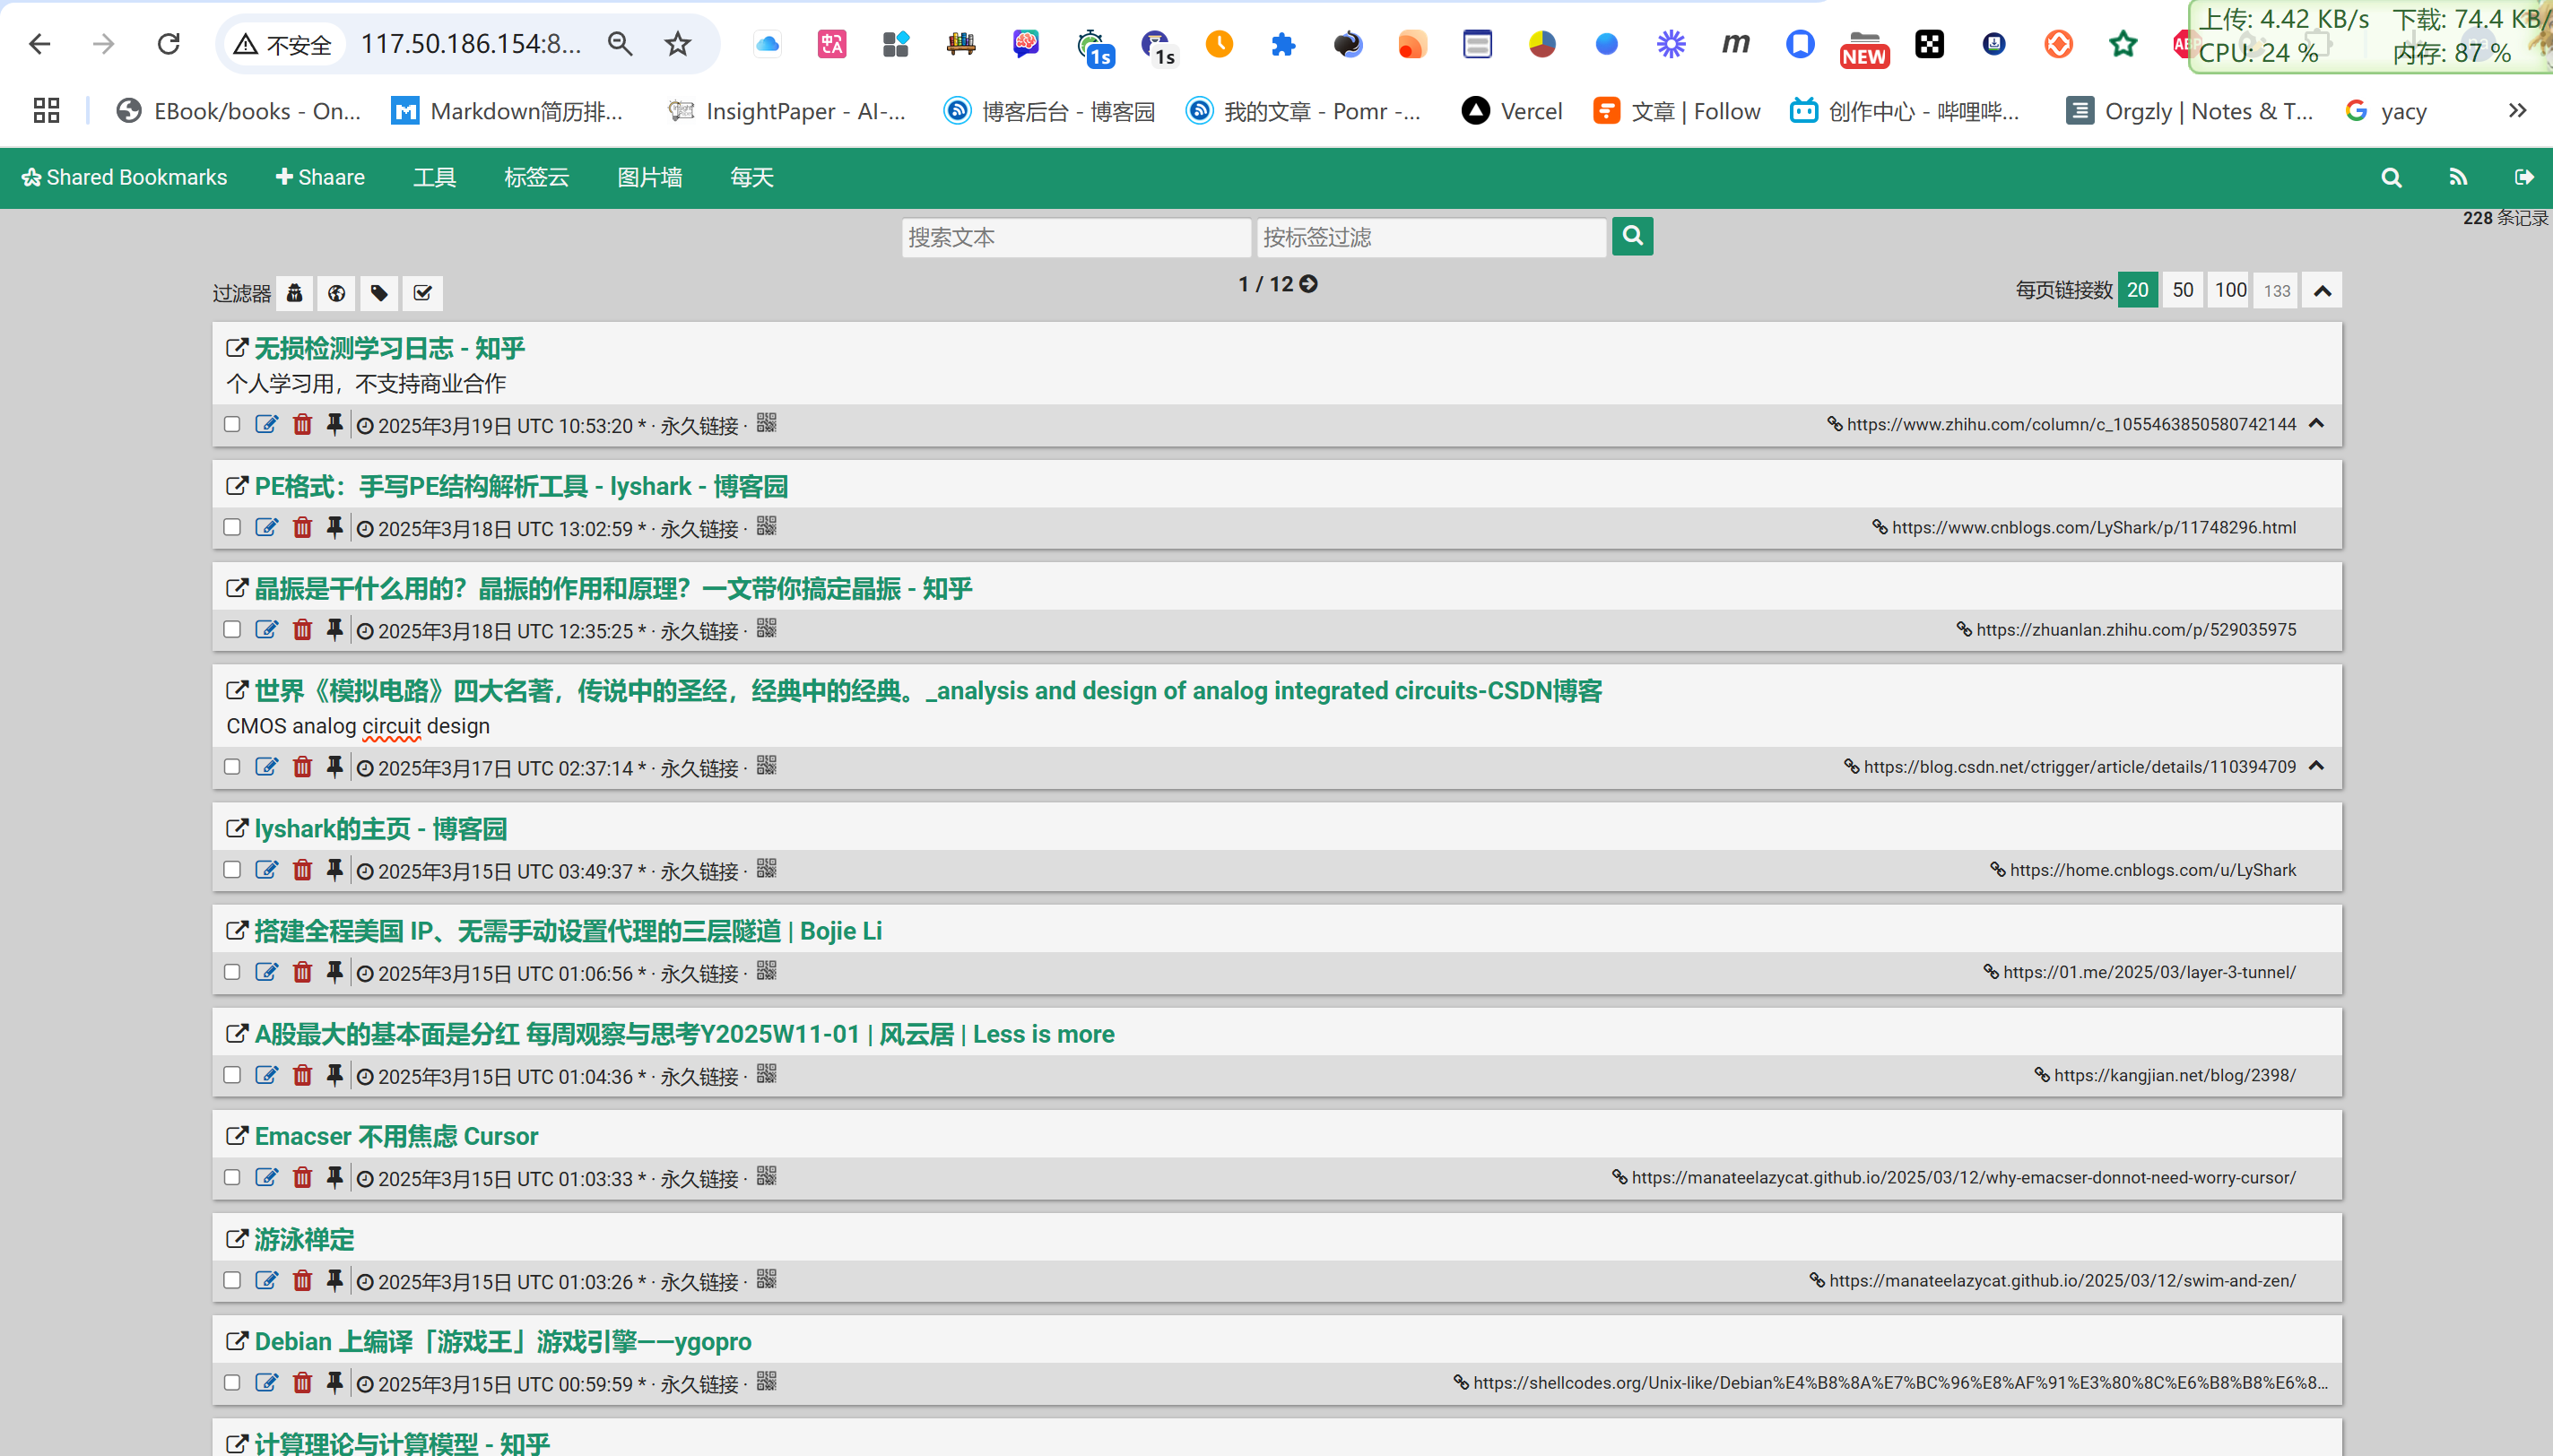 不安全 117.50.186.154:8...
1s
1s
NEW
上传: 4.42 KB/s 下载: 74.4 KB/
CPU: 24 % 内存: 87 %
EBook/books - On... Markdown简历排... InsightPaper - AI-... 博客后台 - 博客园 我的文章 - Pomr -... Vercel 文章 | Follow 创作中心 - 哔哩哔... Orgzly | Notes & T... yacy
Shared Bookmarks Shaare 工具 标签云 图片墙 每天
228 条记录
搜索文本 按标签过滤
过滤器 1 / 12 每页链接数 20 50 100 133
无损检测学习日志 - 知乎
个人学习用，不支持商业合作
2025年3月19日 UTC 10:53:20 * · 永久链接 · https://www.zhihu.com/column/c_1055463850580742144
PE格式：手写PE结构解析工具 - lyshark - 博客园
2025年3月18日 UTC 13:02:59 * · 永久链接 · https://www.cnblogs.com/LyShark/p/11748296.html
晶振是干什么用的？晶振的作用和原理？一文带你搞定晶振 - 知乎
2025年3月18日 UTC 12:35:25 * · 永久链接 · https://zhuanlan.zhihu.com/p/529035975
世界《模拟电路》四大名著，传说中的圣经，经典中的经典。_analysis and design of analog integrated circuits-CSDN博客
CMOS analog circuit design
2025年3月17日 UTC 02:37:14 * · 永久链接 · https://blog.csdn.net/ctrigger/article/details/110394709
lyshark的主页 - 博客园
2025年3月15日 UTC 03:49:37 * · 永久链接 · https://home.cnblogs.com/u/LyShark
搭建全程美国 IP、无需手动设置代理的三层隧道 | Bojie Li
2025年3月15日 UTC 01:06:56 * · 永久链接 · https://01.me/2025/03/layer-3-tunnel/
A股最大的基本面是分红 每周观察与思考Y2025W11-01 | 风云居 | Less is more
2025年3月15日 UTC 01:04:36 * · 永久链接 · https://kangjian.net/blog/2398/
Emacser 不用焦虑 Cursor
2025年3月15日 UTC 01:03:33 * · 永久链接 · https://manateelazycat.github.io/2025/03/12/why-emacser-donnot-need-worry-cursor/
游泳禅定
2025年3月15日 UTC 01:03:26 * · 永久链接 · https://manateelazycat.github.io/2025/03/12/swim-and-zen/
Debian 上编译「游戏王」游戏引擎——ygopro
2025年3月15日 UTC 00:59:59 * · 永久链接 · https://shellcodes.org/Unix-like/Debian%E4%B8%8A%E7%BC%96%E8%AF%91%E3%80%8C%E6%B8%B8%E6%8...
计算理论与计算模型 - 知乎